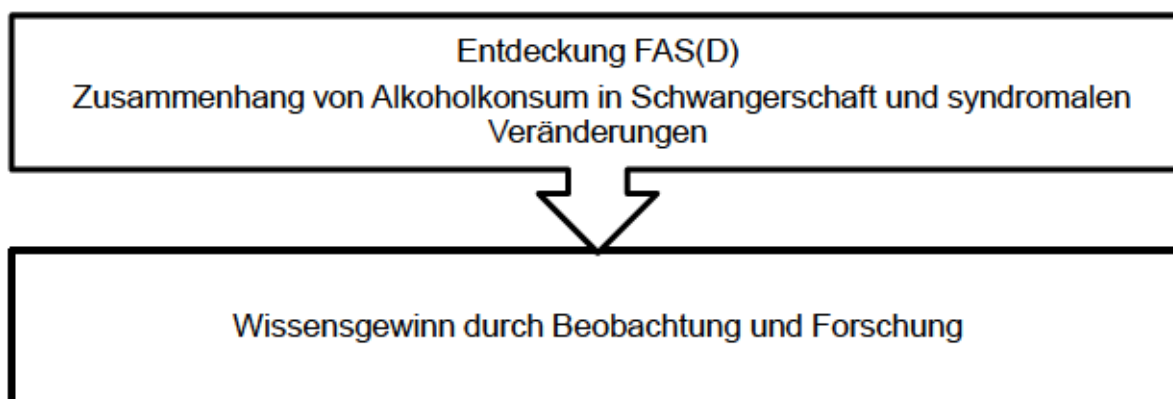 Entdeckung FAS(D)
Zusammenhang von Alkoholkonsum in Schwangerschaft und syndromalen
Veränderungen
Wissensgewinn durch Beobachtung und Forschung